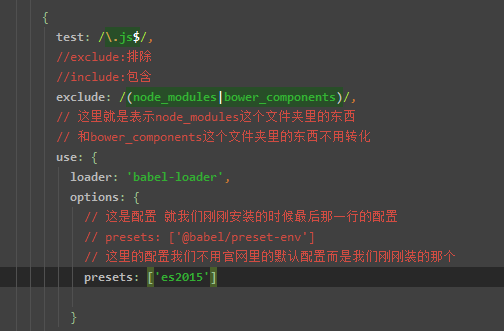 {
test: /\.js$/,
//exclude:排除
//include:包含
exclude: /(node_modules|bower_components)/,
// 这里就是表示node_modules这个文件夹里的东西
// 和bower_components这个文件夹里的东西不用转化
use: {
loader: 'babel-loader',
options: {
// 这是配置 就我们刚刚安装的时候最后那一行的配置
// presets: ['@babel/preset-env']
// 这里的配置我们不用官网里的默认配置而是我们刚刚装的那个
presets: ['es2015']
}